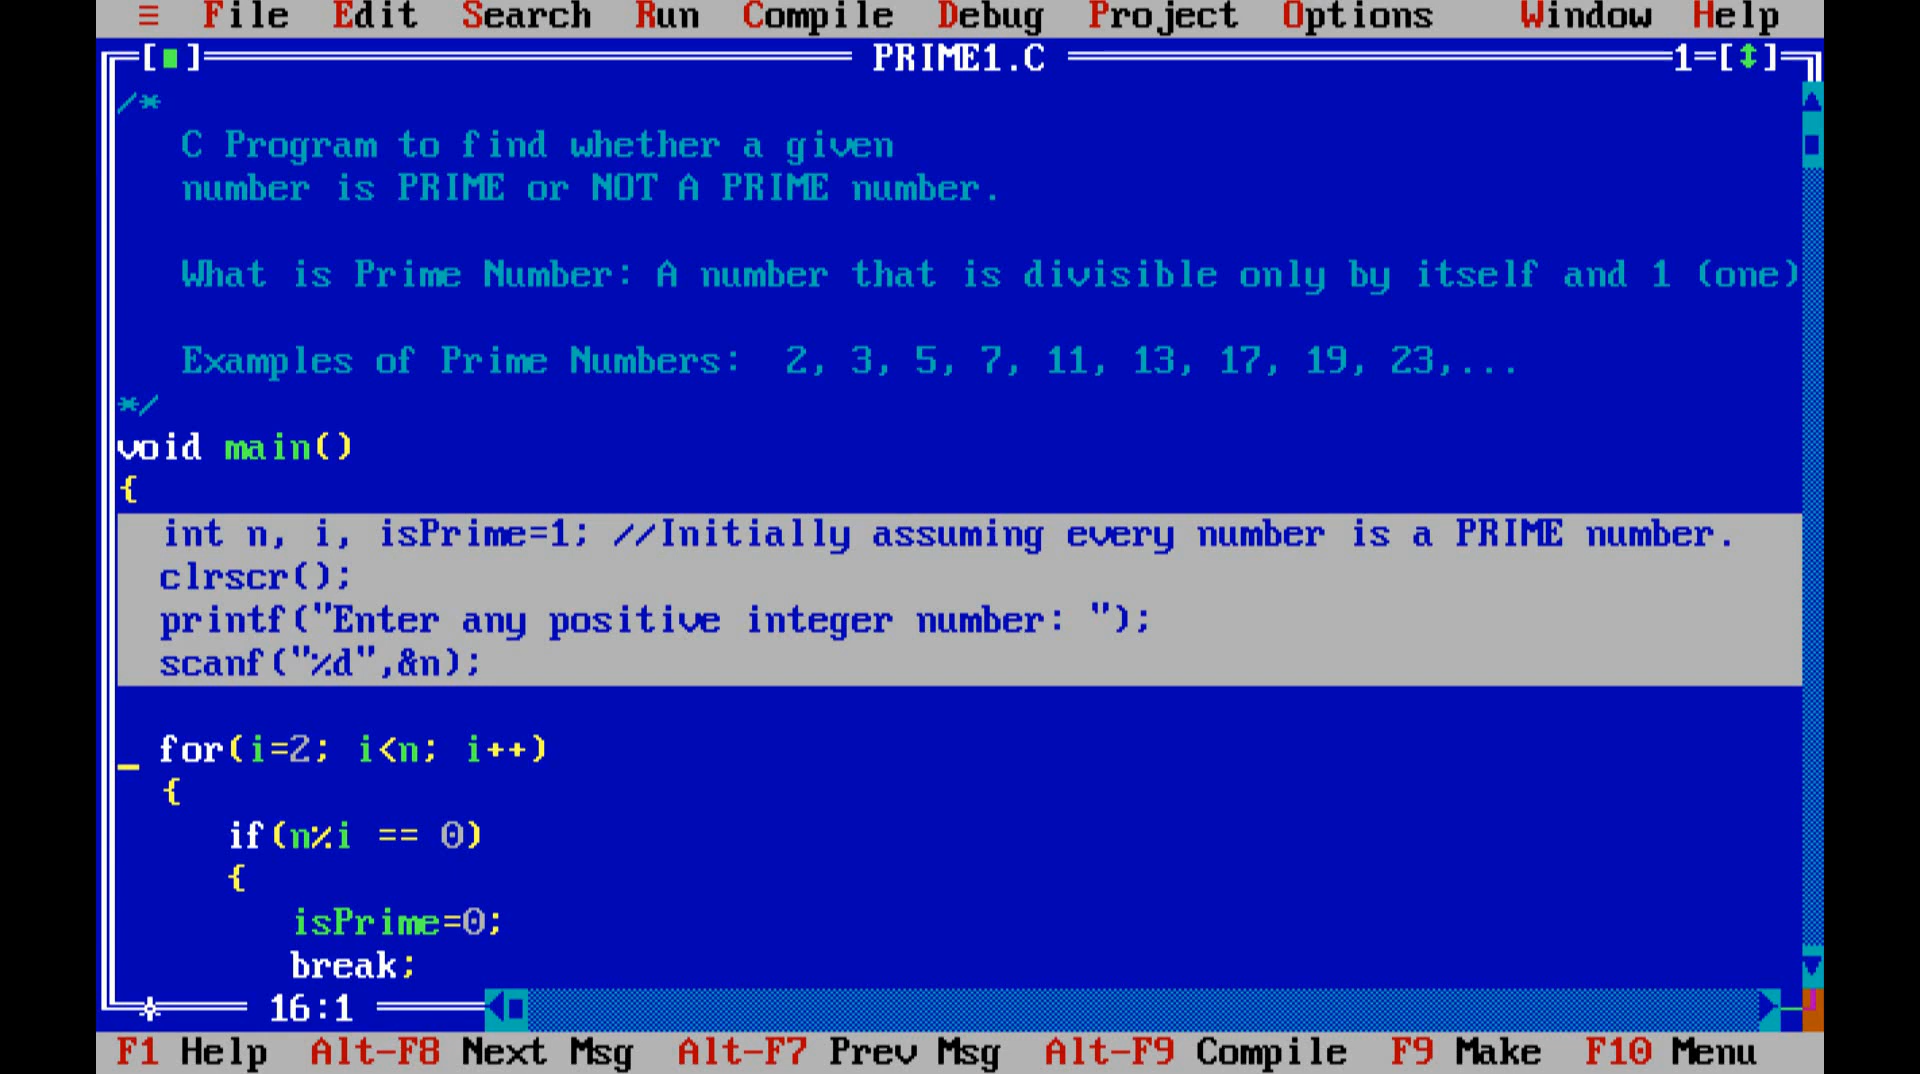 ≡ File Edit Search Run Compile Debug Project Options Window Help
[■] PRIME1.C 1=[↕]
/*
C Program to find whether a given
number is PRIME or NOT A PRIME number.
What is Prime Number: A number that is divisible only by itself and 1 (one)
Examples of Prime Numbers: 2, 3, 5, 7, 11, 13, 17, 19, 23,...
*/
void main()
{
int n, i, isPrime=1; //Initially assuming every number is a PRIME number.
clrscr();
printf("Enter any positive integer number: ");
scanf("%d",&n);
for(i=2; i<n; i++)
{
if(n%i == 0)
{
isPrime=0;
break;
16:1
F1 Help Alt-F8 Next Msg Alt-F7 Prev Msg Alt-F9 Compile F9 Make F10 Menu